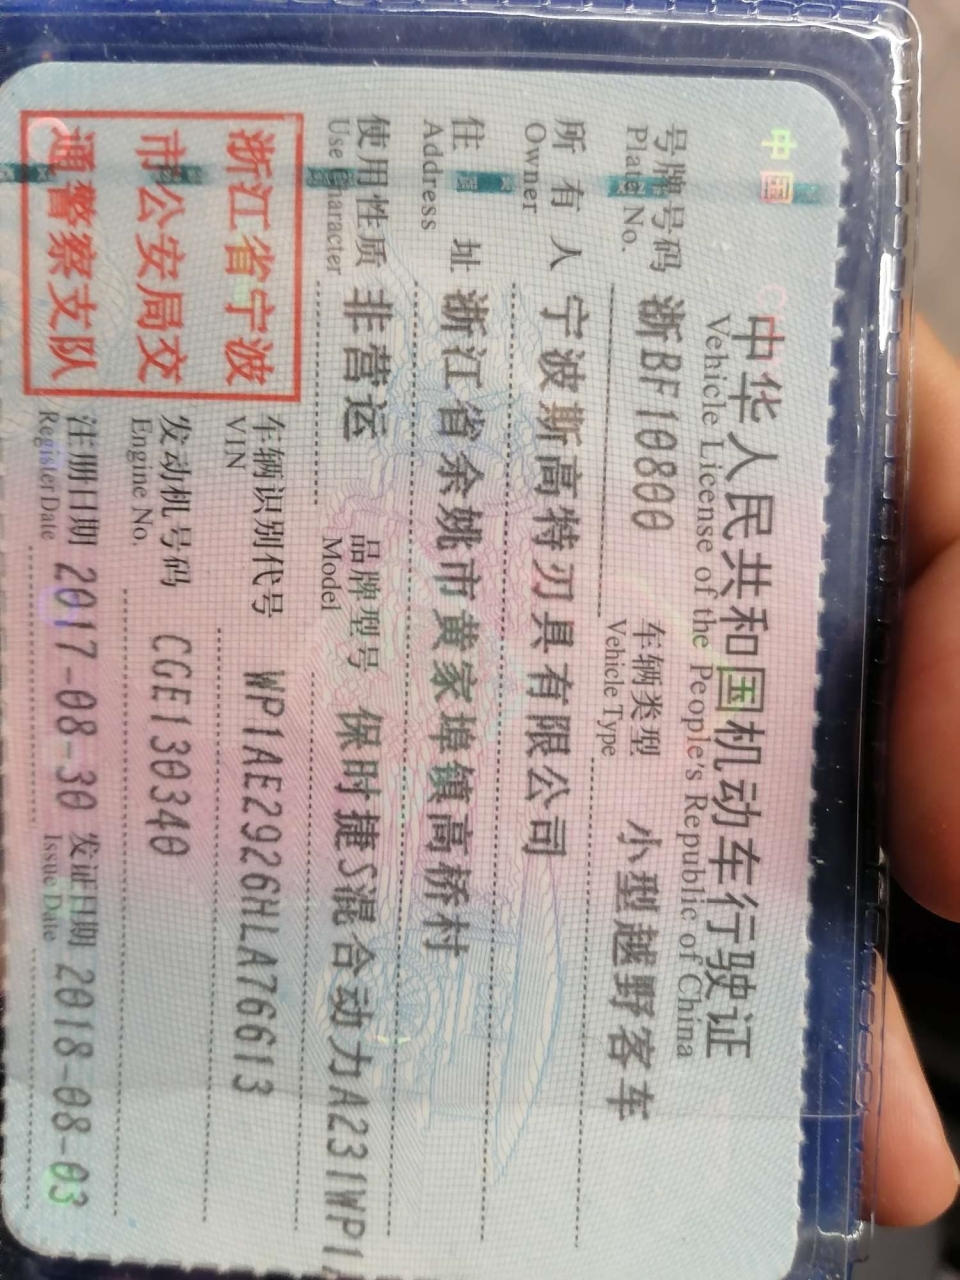 中国
中华人民共和国机动车行驶证
Vehicle License of the People's Republic of China
号牌号码 浙BF10800 车辆类型 小型越野客车
Plate No. Vehicle Type
所有人 宁波斯高特刃具有限公司
Owner
住址 浙江省余姚市黄家埠镇高桥村
Address
使用性质 非营运 品牌型号 保时捷S混合动力A231WP1
Use Character Model
浙江省宁波
市公安局交
通警察支队
车辆识别代号 WP1AE2926HLA76613
VIN
发动机号码 CGE130340
Engine No.
注册日期 2017-08-30 发证日期 2018-08-03
Register Date Issue Date